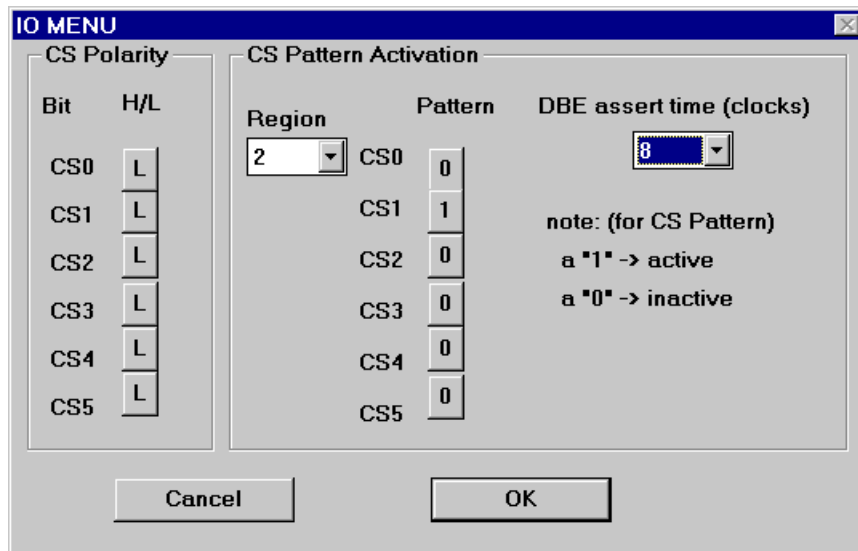 IO MENU
CS Polarity
Bit H/L
CS0 L
CS1 L
CS2 L
CS3 L
CS4 L
CS5 L
CS Pattern Activation
Region
2
Pattern
CS0 0
CS1 1
CS2 0
CS3 0
CS4 0
CS5 0
DBE assert time (clocks)
8
note: (for CS Pattern)
a "1" -> active
a "0" -> inactive
Cancel OK